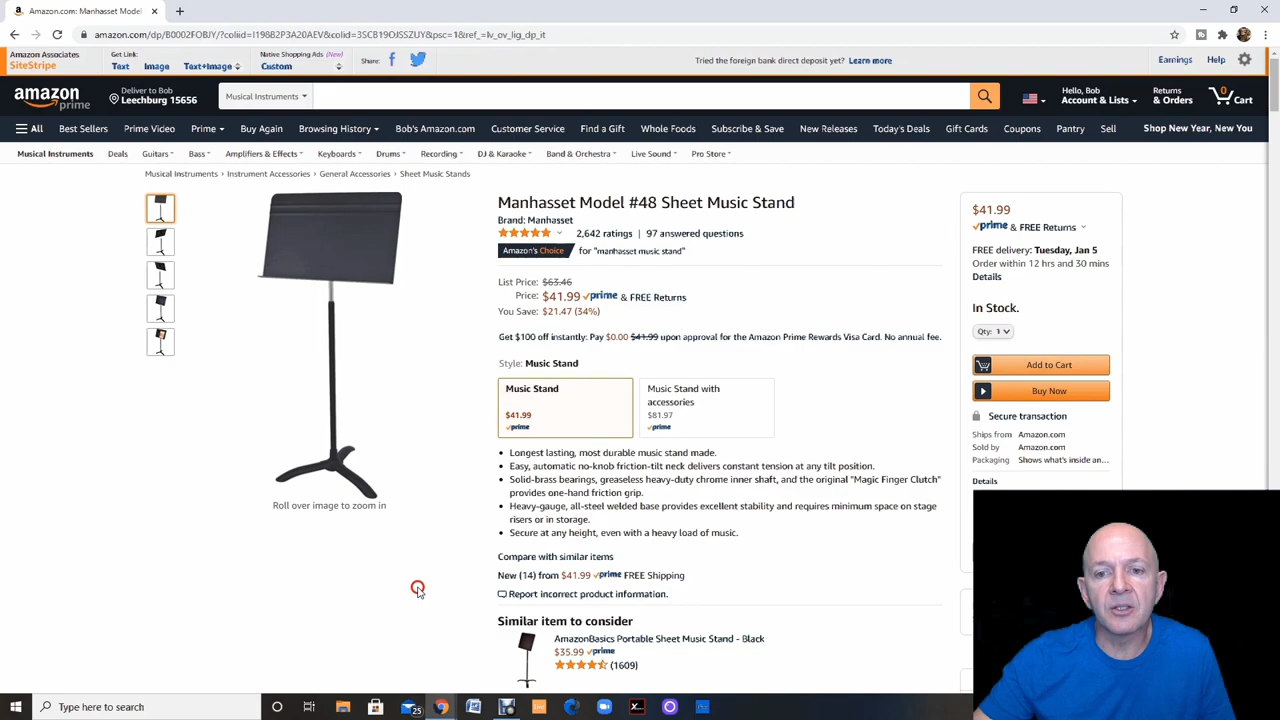 Amazon.com: Manhasset Model
amazon.com/dp/B0002FOBJY/?coliid=I198B2P3A20AEV&colid=3SCB19OJSSZUY&psc=1&ref_=lv_ov_lig_dp_it
Amazon Associates
SiteStripe
Get Link:
Text
Image
Text+Image
Native Shopping Ads (New)
Custom
Share:
Tried the foreign bank direct deposit yet? Learn more
Earnings
Help
amazon
prime
Deliver to Bob
Leechburg 15656
Musical Instruments
Hello, Bob
Account & Lists
Returns
& Orders
0
Cart
All
Best Sellers
Prime Video
Prime
Buy Again
Browsing History
Bob's Amazon.com
Customer Service
Find a Gift
Whole Foods
Subscribe & Save
New Releases
Today's Deals
Gift Cards
Coupons
Pantry
Sell
Shop New Year, New You
Musical Instruments
Deals
Guitars
Bass
Amplifiers & Effects
Keyboards
Drums
Recording
DJ & Karaoke
Band & Orchestra
Live Sound
Pro Store
Musical Instruments › Instrument Accessories › General Accessories › Sheet Music Stands
Roll over image to zoom in
Manhasset Model #48 Sheet Music Stand
Brand: Manhasset
2,642 ratings | 97 answered questions
Amazon's Choice for "manhasset music stand"
List Price: $63.46
Price: $41.99 prime & FREE Returns
You Save: $21.47 (34%)
Get $100 off instantly: Pay $0.00 $41.99 upon approval for the Amazon Prime Rewards Visa Card. No annual fee.
Style: Music Stand
Music Stand
$41.99
prime
Music Stand with
accessories
$81.97
prime
• Longest lasting, most durable music stand made.
• Easy, automatic no-knob friction-tilt neck delivers constant tension at any tilt position.
• Solid-brass bearings, greaseless heavy-duty chrome inner shaft, and the original "Magic Finger Clutch"
provides one-hand friction grip.
• Heavy-gauge, all-steel welded base provides excellent stability and requires minimum space on stage
risers or in storage.
• Secure at any height, even with a heavy load of music.
Compare with similar items
New (14) from $41.99 prime FREE Shipping
Report incorrect product information.
Similar item to consider
AmazonBasics Portable Sheet Music Stand - Black
$35.99 prime
(1609)
$41.99
prime & FREE Returns
FREE delivery: Tuesday, Jan 5
Order within 12 hrs and 30 mins
Details
In Stock.
Qty: 1
Add to Cart
Buy Now
Secure transaction
Ships from Amazon.com
Sold by Amazon.com
Packaging Shows what's inside an...
Details
Type here to search
25